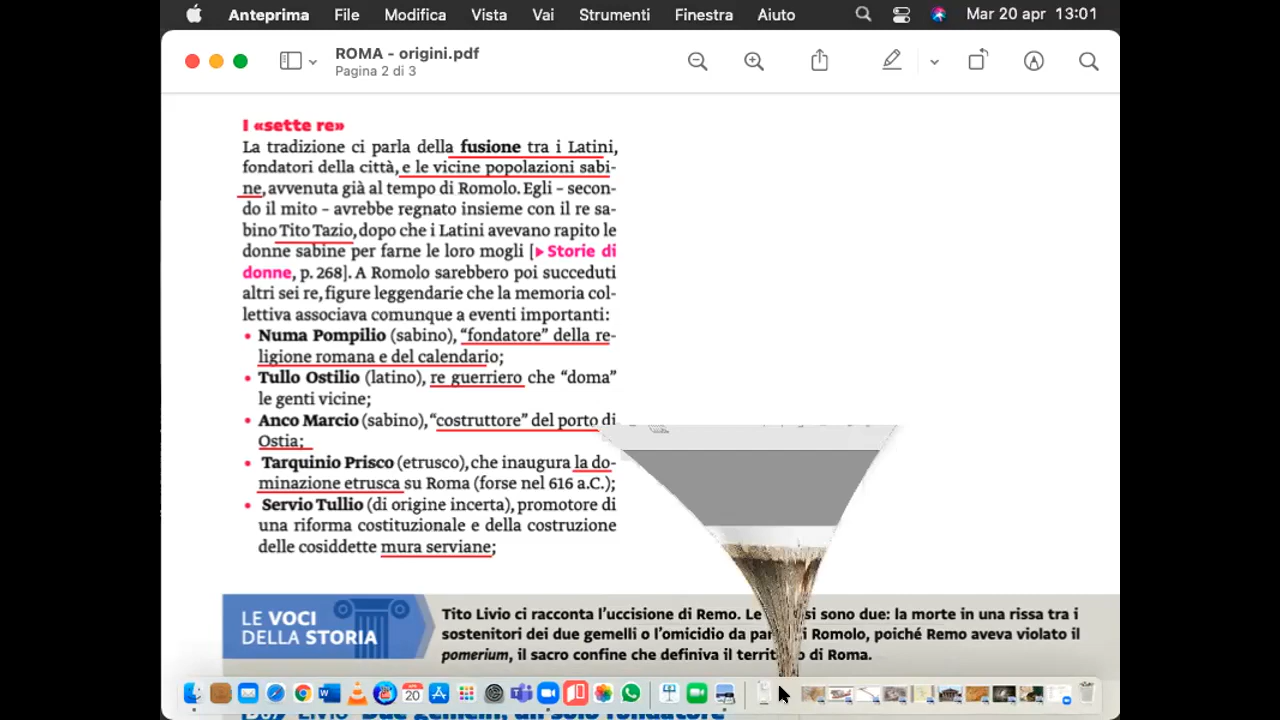 Anteprima File Modifica Vista Vai Strumenti Finestra Aiuto Mar 20 apr 13:01
ROMA - origini.pdf
Pagina 2 di 3
I «sette re»
La tradizione ci parla della fusione tra i Latini,
fondatori della città, e le vicine popolazioni sabi-
ne, avvenuta già al tempo di Romolo. Egli – secon-
do il mito – avrebbe regnato insieme con il re sa-
bino Tito Tazio, dopo che i Latini avevano rapito le
donne sabine per farne le loro mogli [▶Storie di
donne, p. 268]. A Romolo sarebbero poi succeduti
altri sei re, figure leggendarie che la memoria col-
lettiva associava comunque a eventi importanti:
• Numa Pompilio (sabino), “fondatore” della re-
ligione romana e del calendario;
• Tullo Ostilio (latino), re guerriero che “doma”
le genti vicine;
• Anco Marcio (sabino), “costruttore” del porto di
Ostia;
• Tarquinio Prisco (etrusco), che inaugura la do-
minazione etrusca su Roma (forse nel 616 a.C.);
• Servio Tullio (di origine incerta), promotore di
una riforma costituzionale e della costruzione
delle cosiddette mura serviane;
LE VOCI
DELLA STORIA
Tito Livio ci racconta l’uccisione di Remo. Le si sono due: la morte in una rissa tra i
sostenitori dei due gemelli o l’omicidio da par i Romolo, poiché Remo aveva violato il
pomerium, il sacro confine che definiva il territ o di Roma.
Livio Due gemelli, un solo fondatore